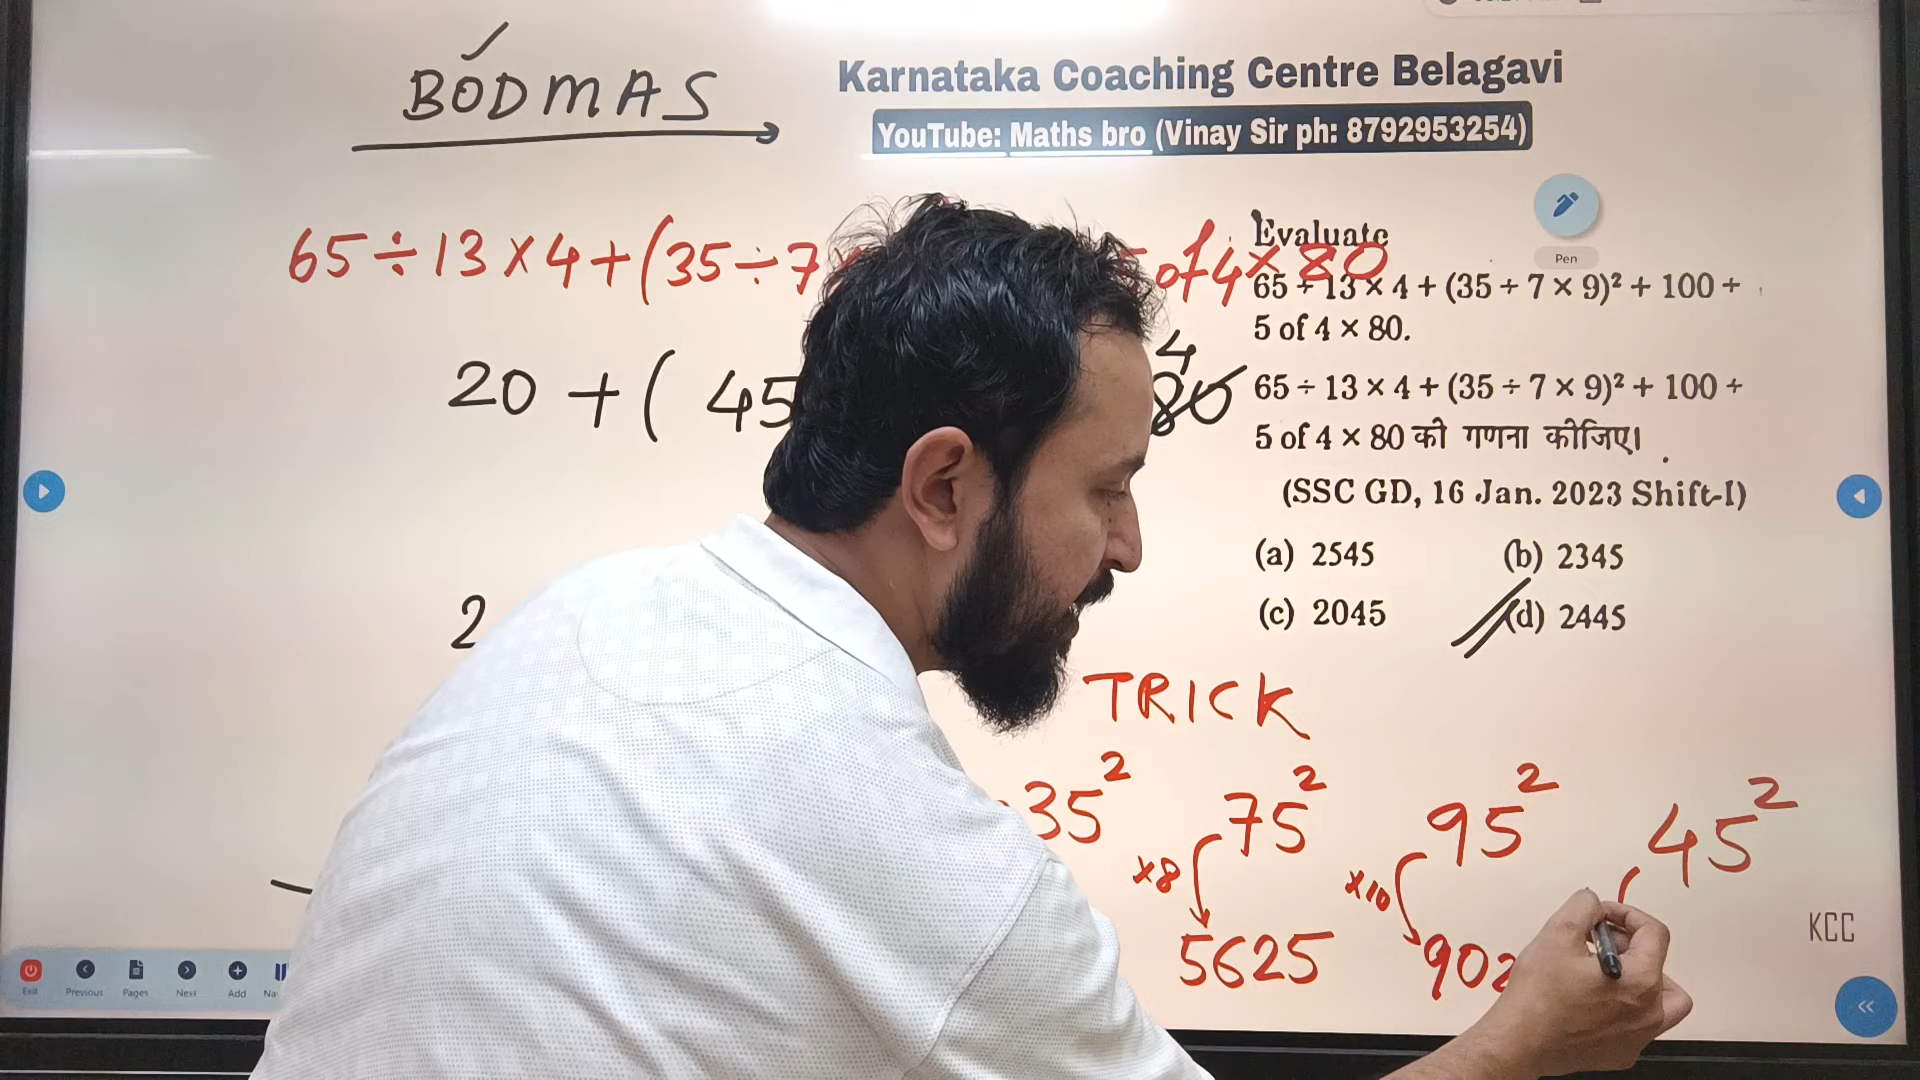 BODMAS
Karnataka Coaching Centre Belagavi
YouTube: Maths bro (Vinay Sir ph: 8792953254)
65 ÷ 13 × 4 + (35 ÷ 7
of 4 × 80
Pen
Evaluate
65 ÷ 13 × 4 + (35 ÷ 7 × 9)² + 100 ÷
5 of 4 × 80.
4
20 + ( 45
80
65 ÷ 13 × 4 + (35 ÷ 7 × 9)² + 100 ÷
5 of 4 × 80 की गणना कीजिए।
(SSC GD, 16 Jan. 2023 Shift-I)
(a) 2545 (b) 2345
(c) 2045 (d) 2445
2
TRICK
35² 75² 95² 45²
×8 ×10
5625 902
KCC
Exit Previous Pages Next Add